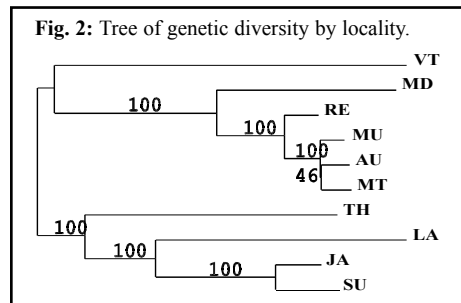 Fig. 2: Tree of genetic diversity by locality.
VT
MD
100
RE
100
MU
100
AU
46
MT
TH
100
LA
100
JA
100
SU